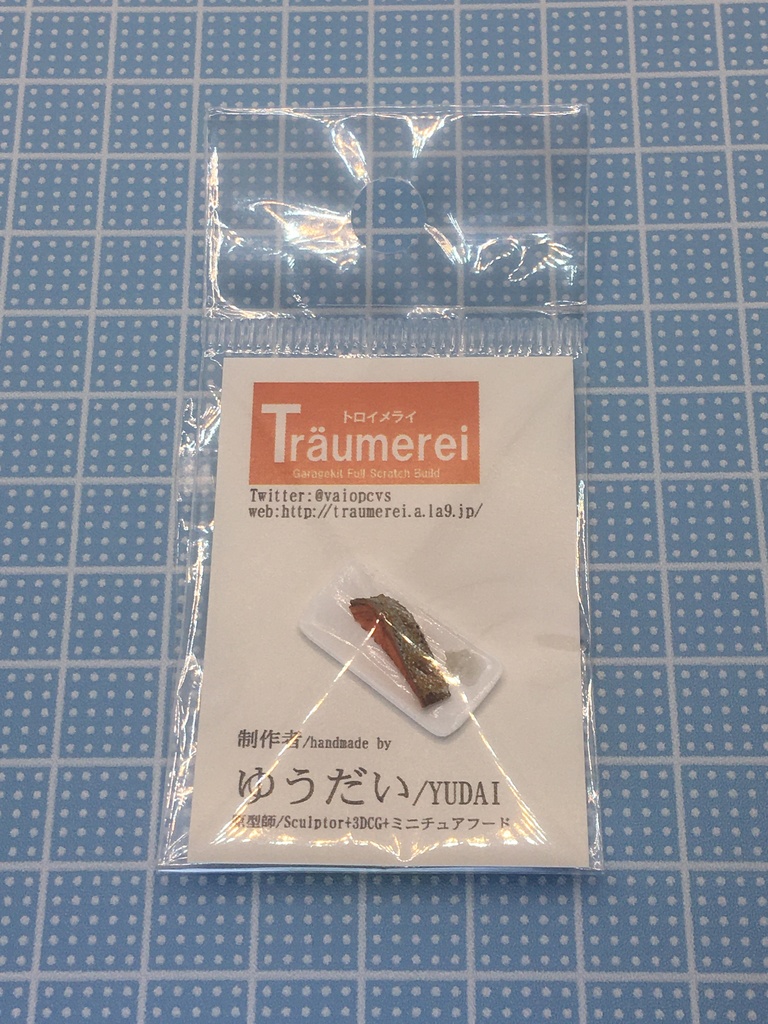 トロイメライ
Träumerei
Garagekit Full Scratch Build
Twitter:@vaiopcvs
web:http://traumerei.a.la9.jp/
制作者/handmade by
ゆうだい/YUDAI
原型師/Sculptor+3DCG+ミニチュアフード